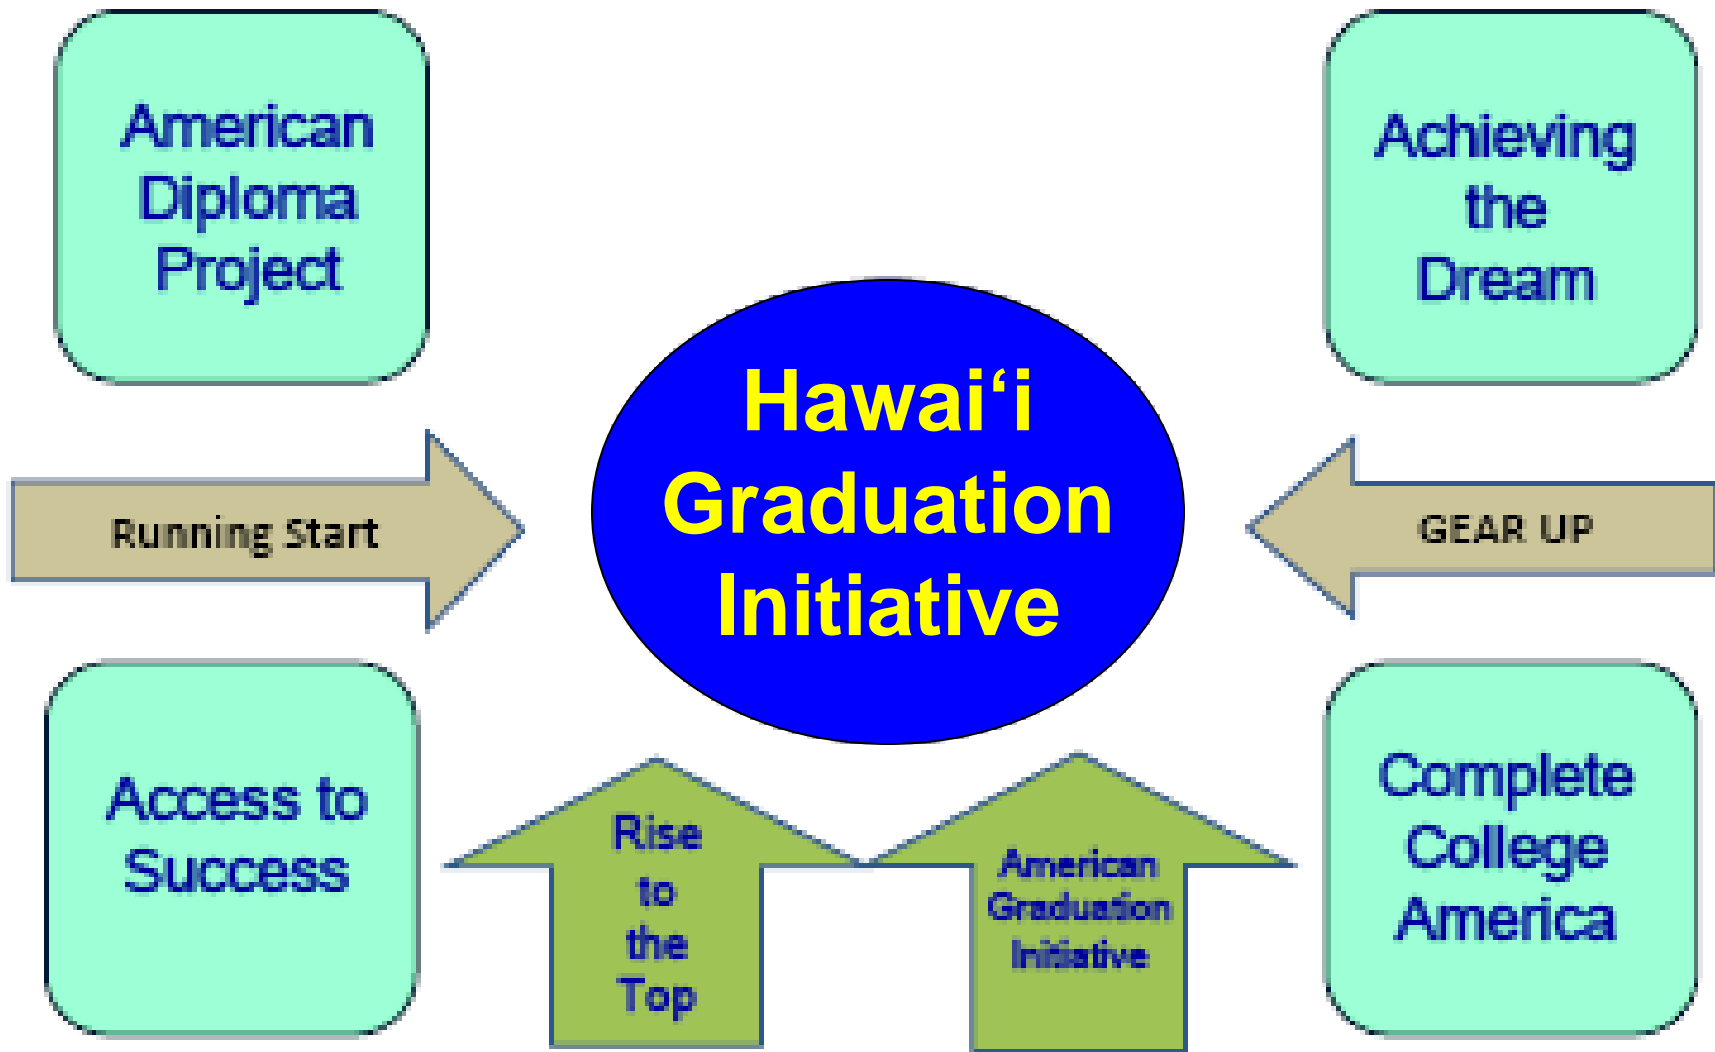 American
Diploma
Project
Achieving
the
Dream
Hawai‘i
Graduation
Initiative
Running Start
GEAR UP
Access to
Success
Rise
to
the
Top
American
Graduation
Initiative
Complete
College
America